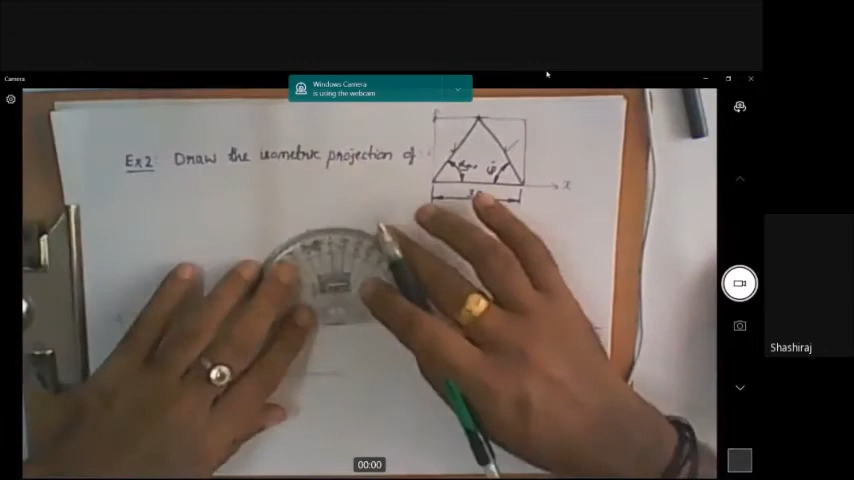 Camera
Windows Camera
is using the webcam
Ex2: Draw the isometric projection of
x
Shashiraj
00:00